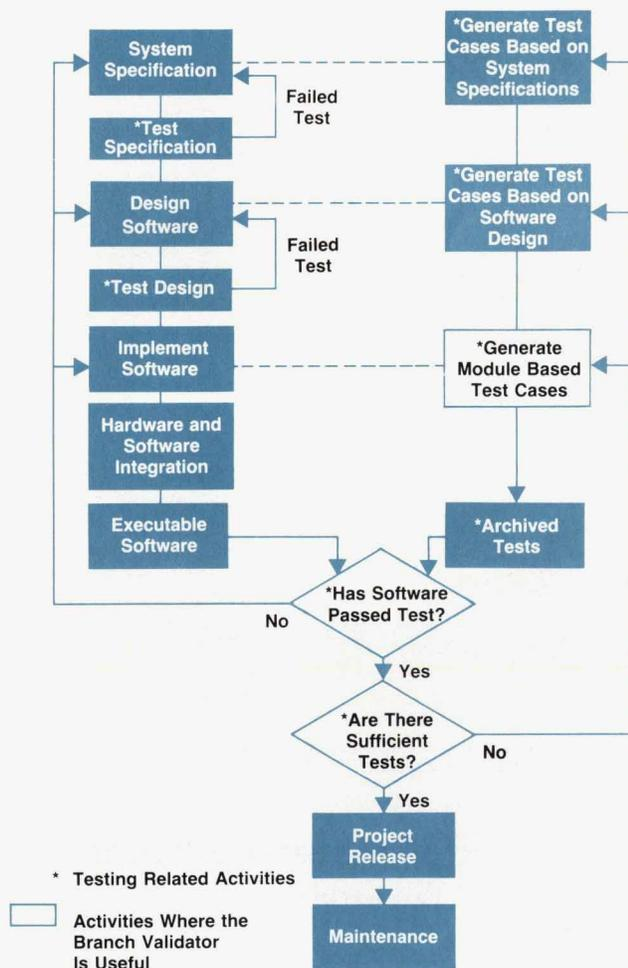 System
Specification
Failed
Test
*Test
Specification
Design
Software
Failed
Test
*Test Design
Implement
Software
Hardware and
Software
Integration
Executable
Software
*Generate Test
Cases Based on
System
Specifications
*Generate Test
Cases Based on
Software
Design
*Generate
Module Based
Test Cases
*Archived
Tests
*Has Software
Passed Test?
No
Yes
*Are There
Sufficient
Tests?
No
Yes
Project
Release
Maintenance
* Testing Related Activities
Activities Where the
Branch Validator
Is Useful